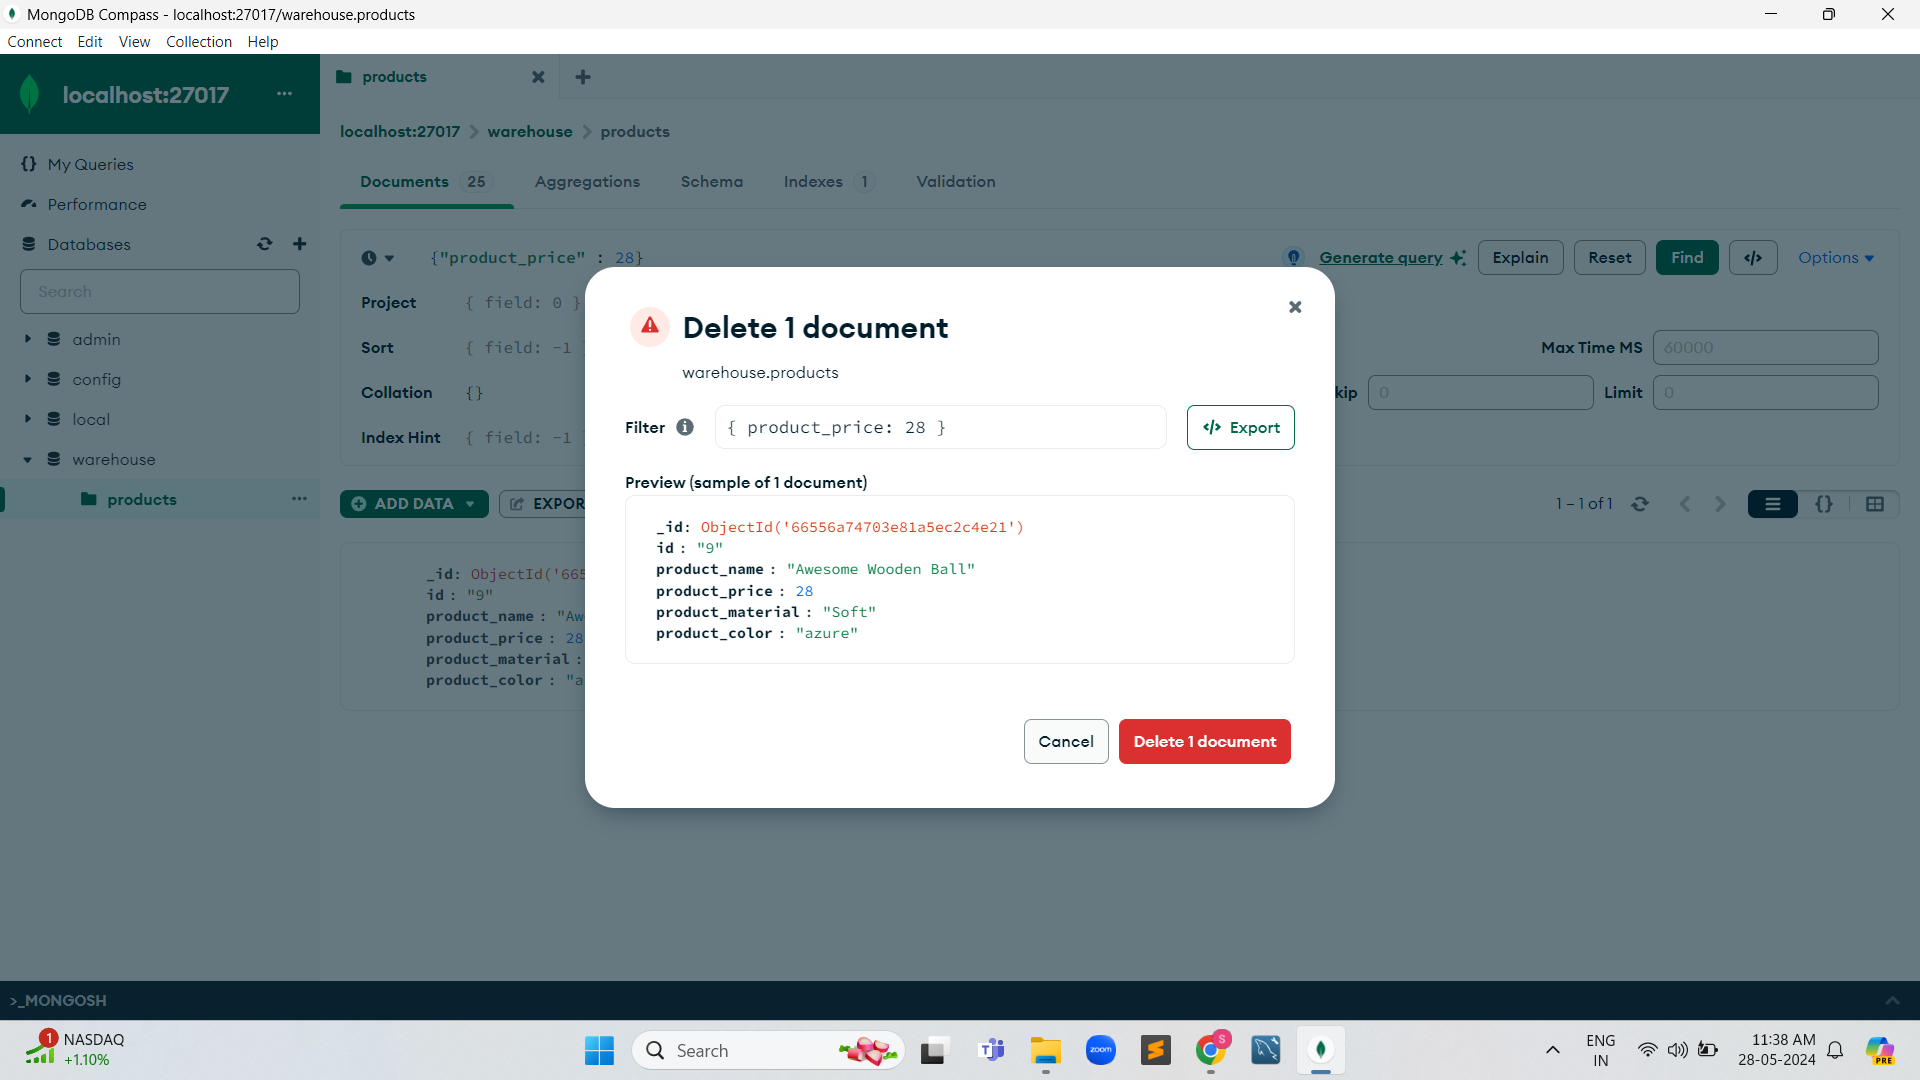 MongoDB Compass - localhost:27017/warehouse.products
Connect Edit View Collection Help
localhost:27017 ...
products
localhost:27017 > warehouse > products
{} My Queries
Performance
Databases
Search
admin
config
local
warehouse
products ...
Documents 25 Aggregations Schema Indexes 1 Validation
{"product_price" : 28}
Generate query Explain Reset Find </> Options
Project { field: 0 }
Sort { field: -1
Max Time MS 60000
Collation {}
kip 0 Limit 0
Index Hint { field: -1
ADD DATA EXPOR
1 – 1 of 1 {}
_id: ObjectId('665
id : "9"
product_name : "Aw
product_price : 28
product_material :
product_color : "a
Delete 1 document
warehouse.products
Filter { product_price: 28 } </> Export
Preview (sample of 1 document)
_id: ObjectId('66556a74703e81a5ec2c4e21')
id : "9"
product_name : "Awesome Wooden Ball"
product_price : 28
product_material : "Soft"
product_color : "azure"
Cancel Delete 1 document
>_MONGOSH
1 NASDAQ
+1.10%
Search
zoom
S
ENG
IN
11:38 AM
28-05-2024
PRE